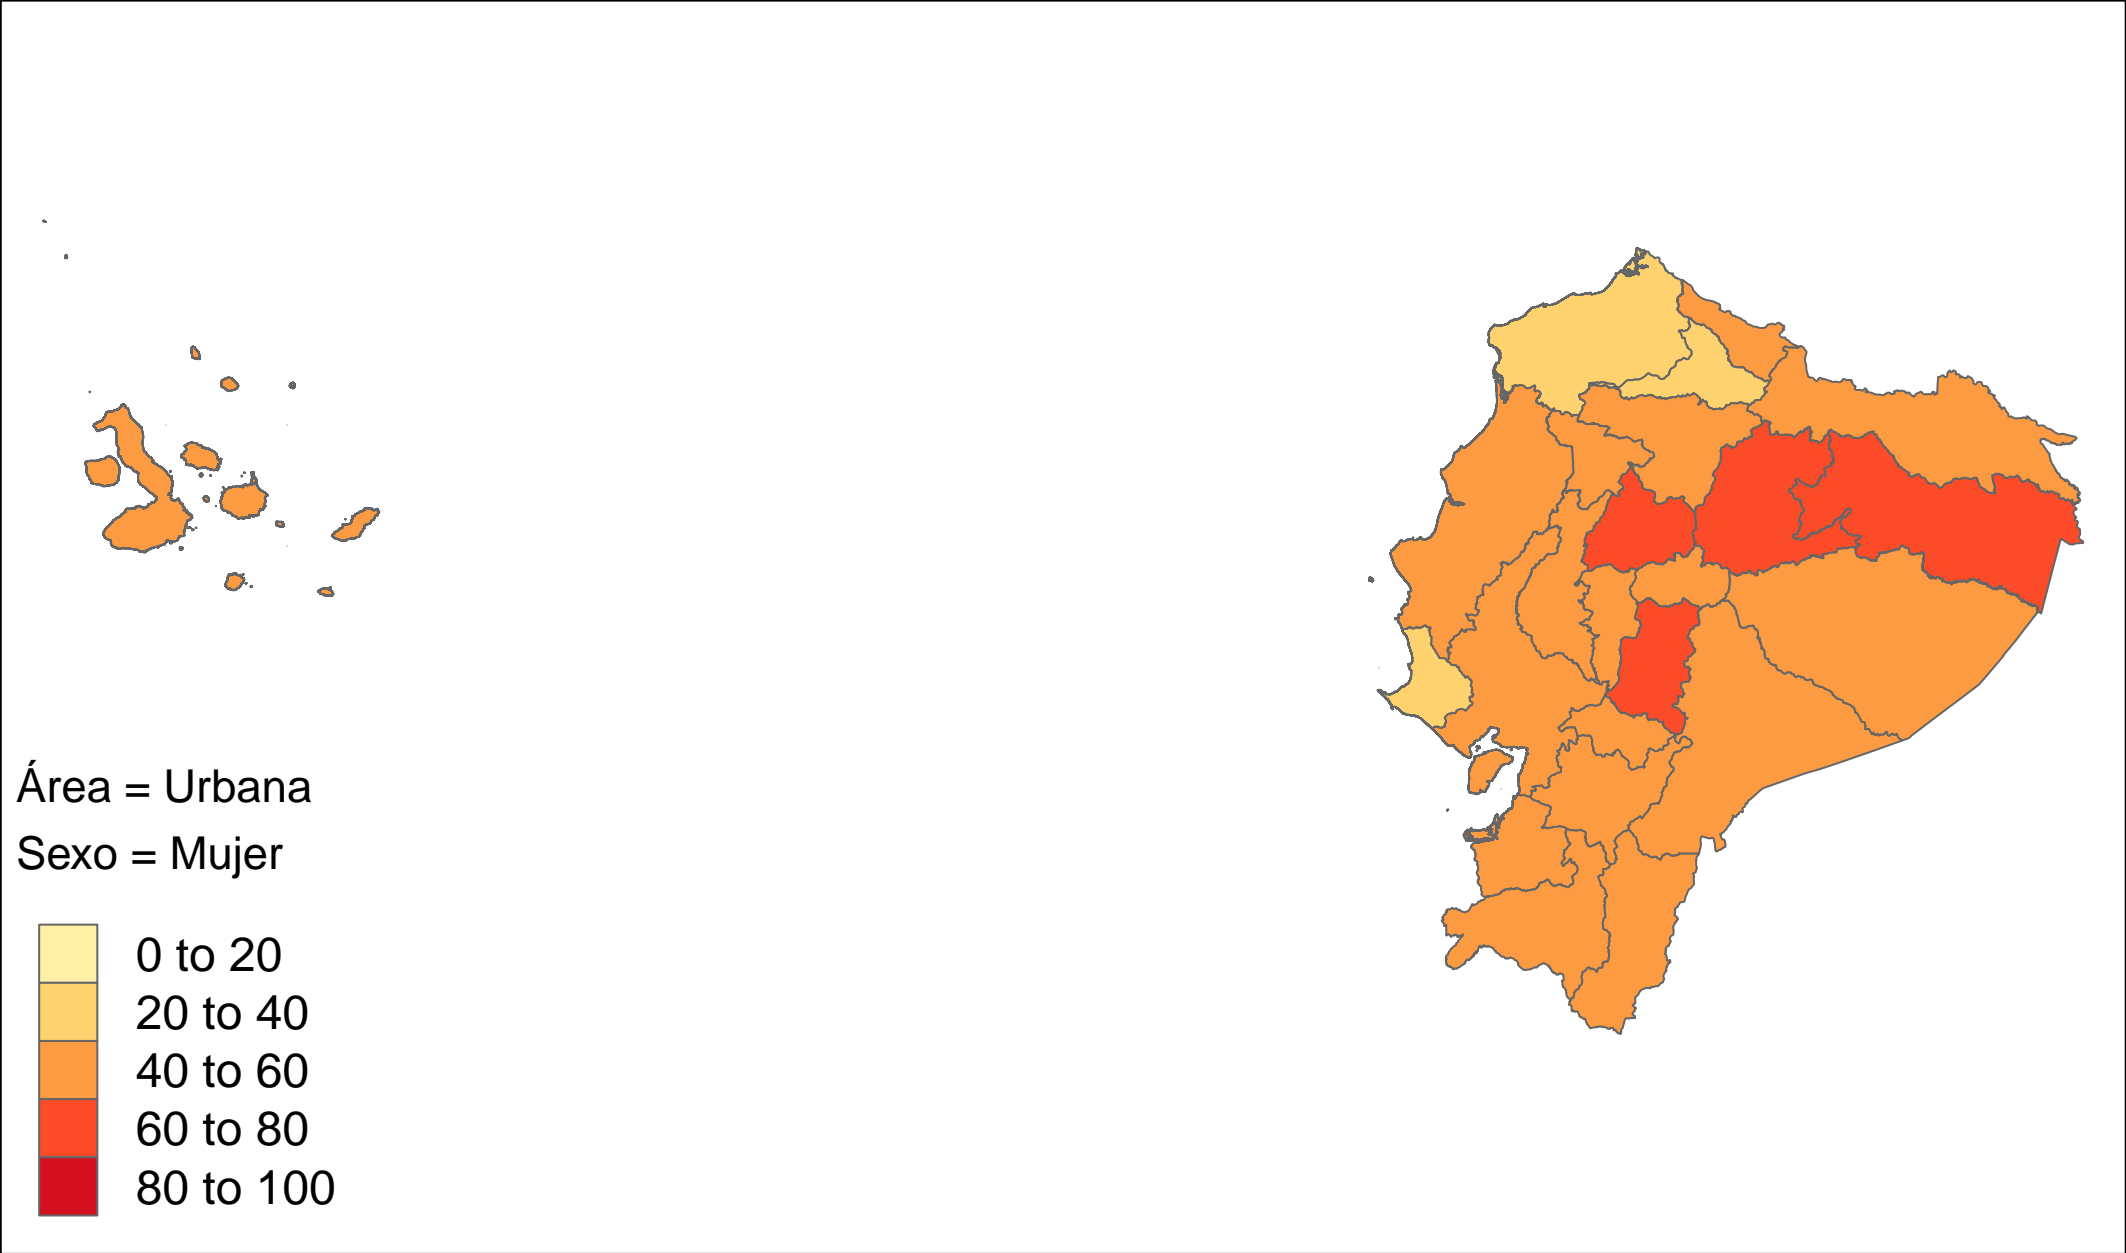 Área = Urbana
Sexo = Mujer
0 to 20
20 to 40
40 to 60
60 to 80
80 to 100